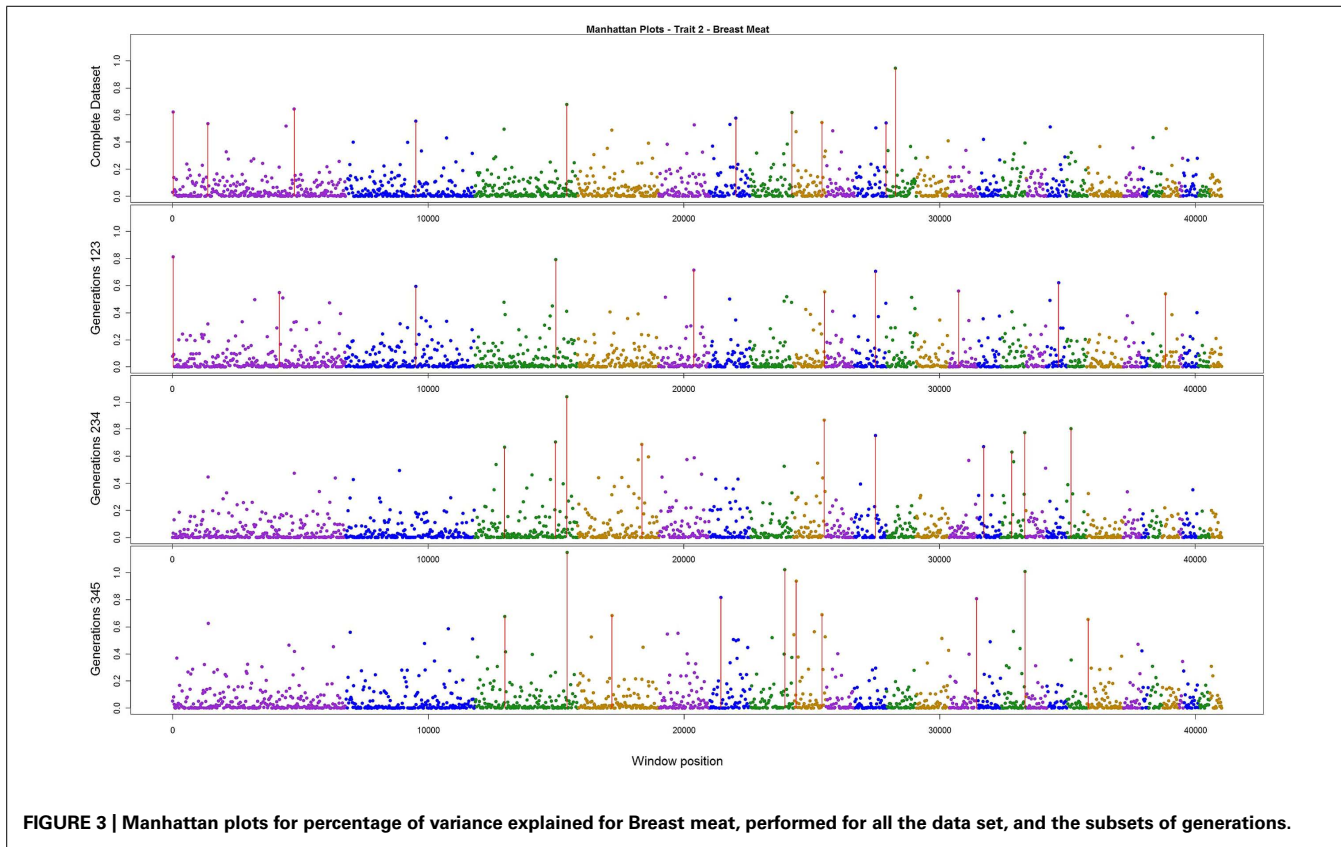 Manhattan Plots - Trait 2 - Breast Meat
Complete Dataset
1.0
0.8
0.6
0.4
0.2
0.0
0 10000 20000 30000 40000
Generations 123
1.0
0.8
0.6
0.4
0.2
0.0
0 10000 20000 30000 40000
Generations 234
1.0
0.8
0.6
0.4
0.2
0.0
0 10000 20000 30000 40000
Generations 345
1.0
0.8
0.6
0.4
0.2
0.0
0 10000 20000 30000 40000
Window position
FIGURE 3 | Manhattan plots for percentage of variance explained for Breast meat, performed for all the data set, and the subsets of generations.